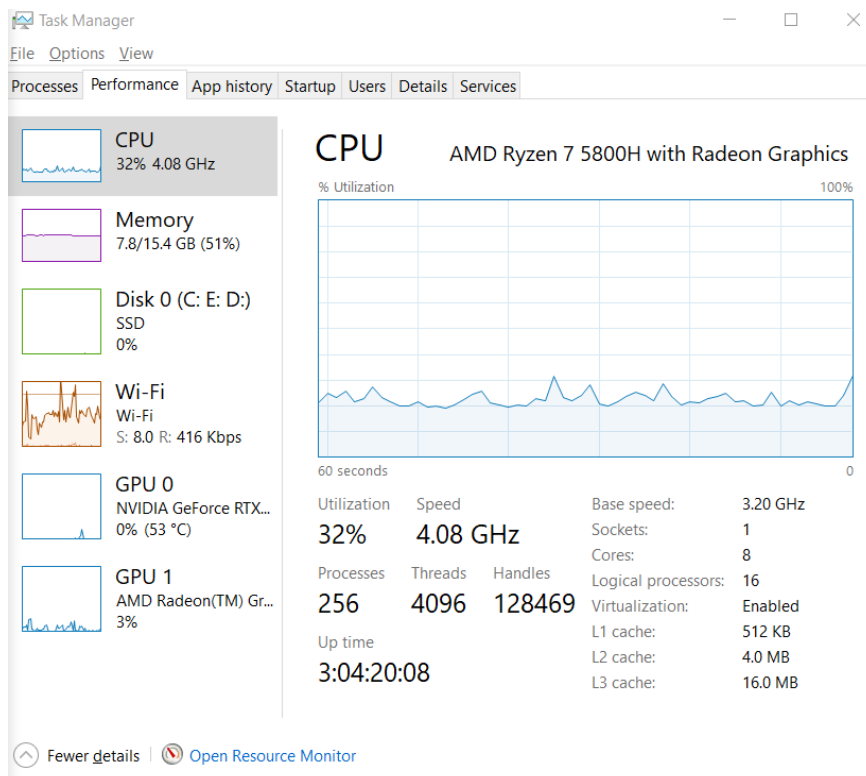 Task Manager
File Options View
Processes Performance App history Startup Users Details Services
CPU
32% 4.08 GHz
Memory
7.8/15.4 GB (51%)
Disk 0 (C: E: D:)
SSD
0%
Wi-Fi
Wi-Fi
S: 8.0 R: 416 Kbps
GPU 0
NVIDIA GeForce RTX...
0% (53 °C)
GPU 1
AMD Radeon(TM) Gr...
3%
CPU AMD Ryzen 7 5800H with Radeon Graphics
% Utilization 100%
60 seconds 0
Utilization Speed
32% 4.08 GHz
Processes Threads Handles
256 4096 128469
Up time
3:04:20:08
Base speed: 3.20 GHz
Sockets: 1
Cores: 8
Logical processors: 16
Virtualization: Enabled
L1 cache: 512 KB
L2 cache: 4.0 MB
L3 cache: 16.0 MB
Fewer details Open Resource Monitor